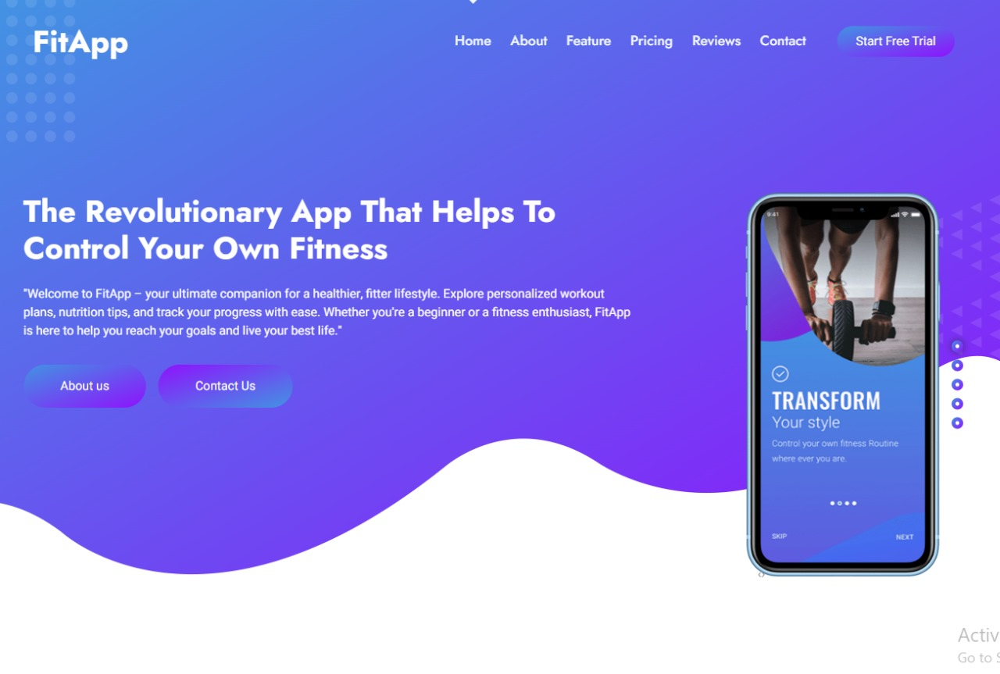 FitApp
Home About Feature Pricing Reviews Contact Start Free Trial
The Revolutionary App That Helps To
Control Your Own Fitness
"Welcome to FitApp – your ultimate companion for a healthier, fitter lifestyle. Explore personalized workout
plans, nutrition tips, and track your progress with ease. Whether you're a beginner or a fitness enthusiast, FitApp
is here to help you reach your goals and live your best life."
About us Contact Us
9:41
TRANSFORM
Your style
Control your own fitness Routine
where ever you are.
SKIP NEXT
Activ
Go to S